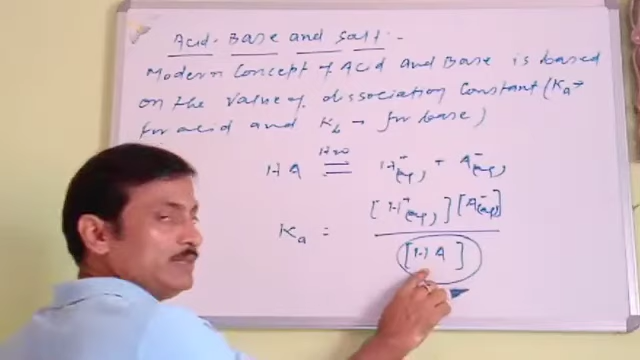 Acid- Base and Salt :-
Modern Concept of Acid and Base is based
on the value of dissociation Constant (Ka→
for acid and Kb → for base)
HA ⇌ H⁺(aq) + A⁻(aq)
H₂O
Ka = [H⁺(aq)] [A⁻(aq)]
[HA]